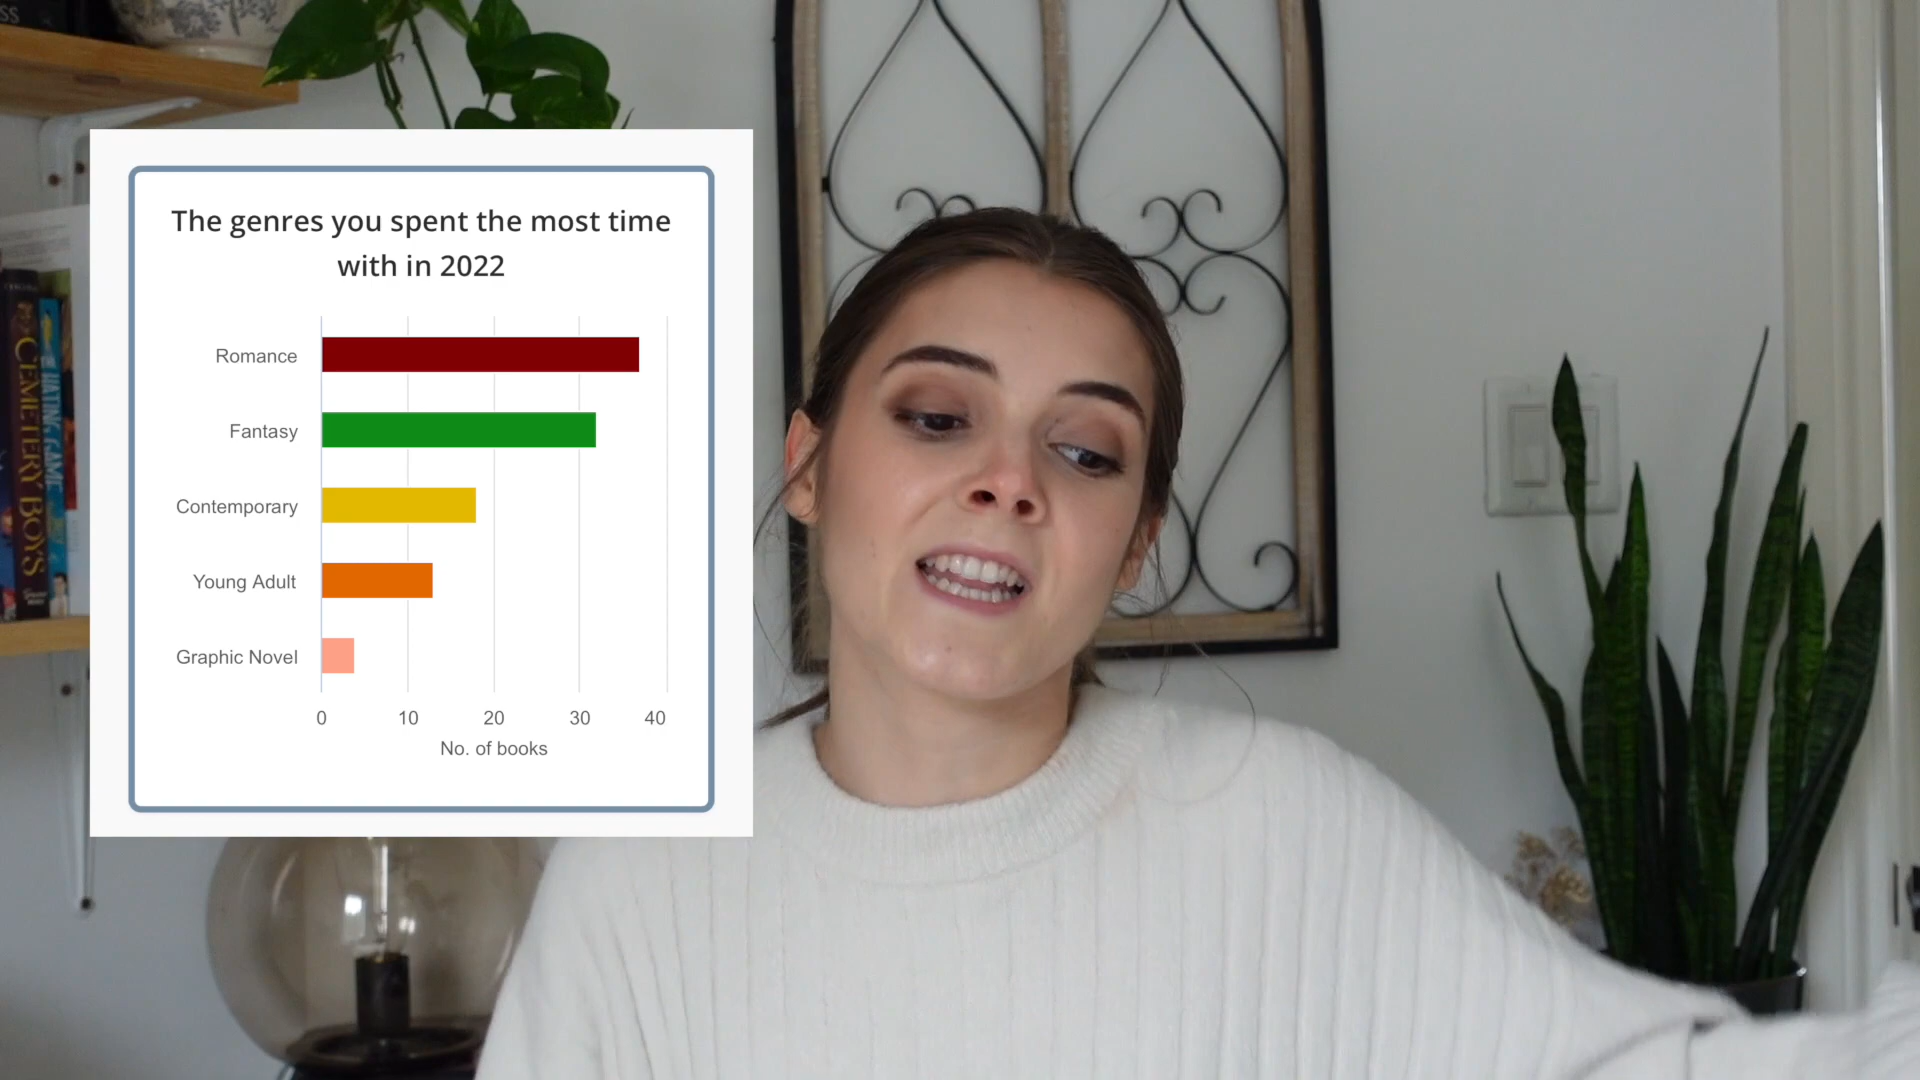 SS
The genres you spent the most time
with in 2022
Romance
Fantasy
Contemporary
Young Adult
Graphic Novel
0 10 20 30 40
No. of books
CEMETERY BOYS
HATING GAME